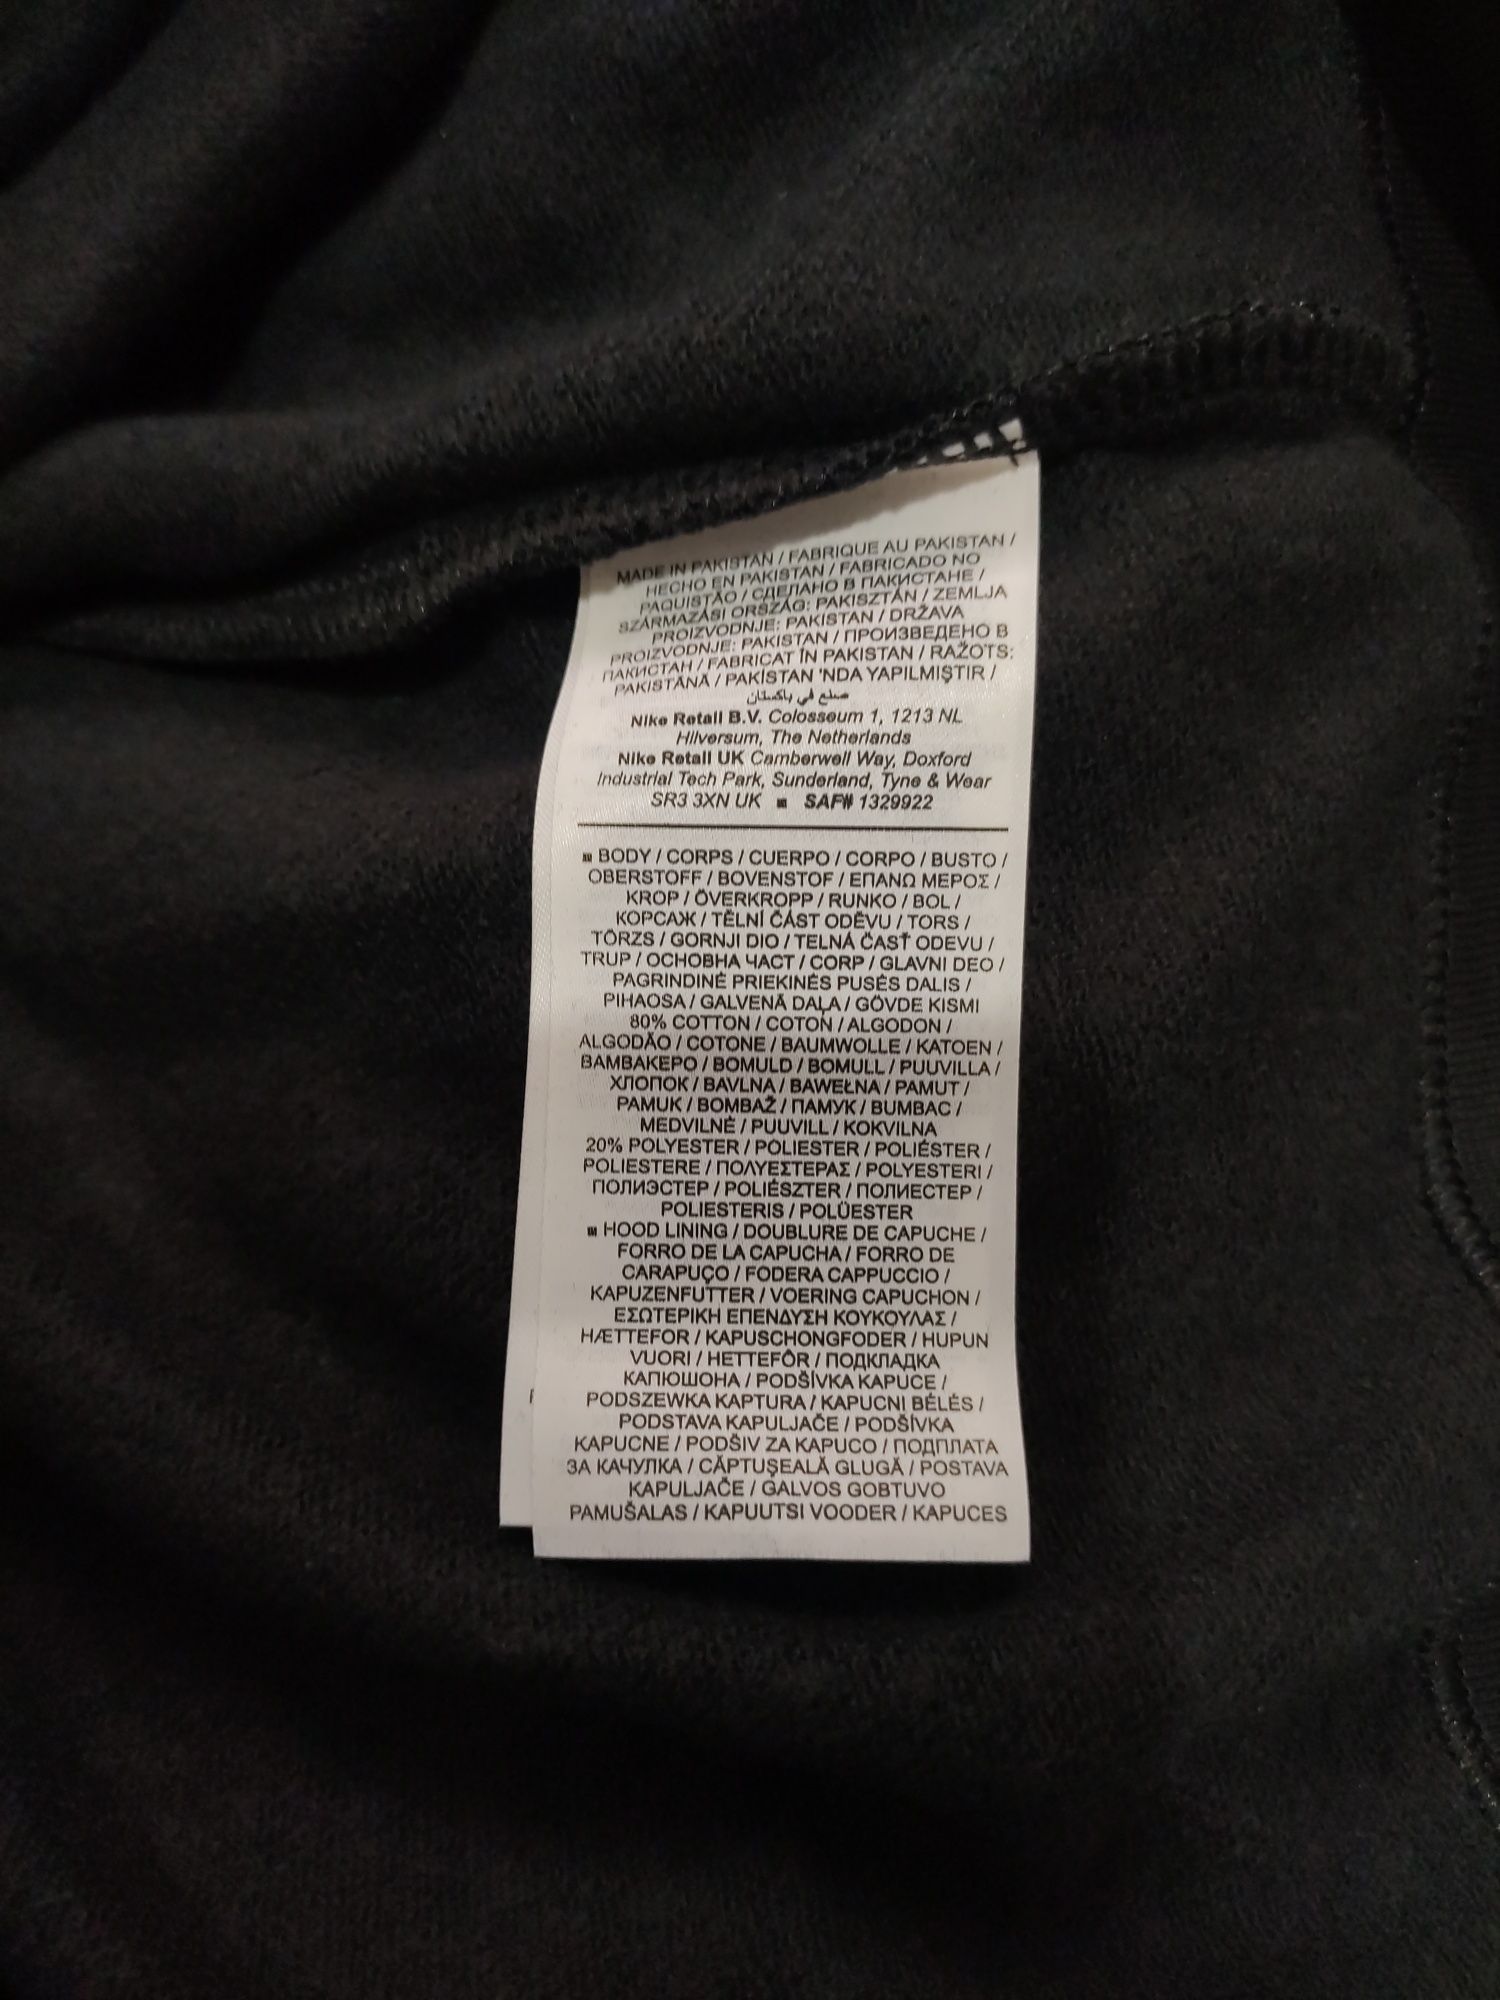 MADE IN PAKISTAN / FABRIQUE AU PAKISTAN /
HECHO EN PAKISTAN / FABRICADO NO
PAQUISTÃO / СДЕЛАНО В ПАКИСТАНЕ /
SZÁRMAZÁSI ORSZÁG: PAKISZTÁN / ZEMLJA
PROIZVODNJE: PAKISTAN / DRŽAVA
PROIZVODNJE: PAKISTAN / ПРОИЗВЕДЕНО В
ПАКИСТАН / FABRICAT ÎN PAKISTAN / RAŽOTS:
PAKISTĀNĀ / PAKİSTAN 'NDA YAPILMIŞTIR /
صنع في باكستان
Nike Retail B.V. Colosseum 1, 1213 NL
Hilversum, The Netherlands
Nike Retail UK Camberwell Way, Doxford
Industrial Tech Park, Sunderland, Tyne & Wear
SR3 3XN UK ■ SAF# 1329922
■ BODY / CORPS / CUERPO / CORPO / BUSTO /
OBERSTOFF / BOVENSTOF / ΕΠΑΝΩ ΜΕΡΟΣ /
KROP / ÖVERKROPP / RUNKO / BOL /
КОРСАЖ / TĚLNÍ ČÁST ODĚVU / TORS /
TÖRZS / GORNJI DIO / TELNÁ ČASŤ ODEVU /
TRUP / ОСНОВНА ЧАСТ / CORP / GLAVNI DEO /
PAGRINDINĖ PRIEKINĖS PUSĖS DALIS /
PIHAOSA / GALVENĀ DAĻA / GÖVDE KISMI
80% COTTON / COTON / ALGODON /
ALGODÃO / COTONE / BAUMWOLLE / KATOEN /
ΒΑΜΒΑΚΕΡΟ / BOMULD / BOMULL / PUUVILLA /
ХЛОПОК / BAVLNA / BAWEŁNA / PAMUT /
PAMUK / BOMBAŽ / ПАМУК / BUMBAC /
MEDVILNĖ / PUUVILL / KOKVILNA
20% POLYESTER / POLIESTER / POLIÉSTER /
POLIESTERE / ΠΟΛΥΕΣΤΕΡΑΣ / POLYESTERI /
ПОЛИЭСТЕР / POLIÉSZTER / ПОЛИЕСТЕР /
POLIESTERIS / POLÜESTER
■ HOOD LINING / DOUBLURE DE CAPUCHE /
FORRO DE LA CAPUCHA / FORRO DE
CARAPUÇO / FODERA CAPPUCCIO /
KAPUZENFUTTER / VOERING CAPUCHON /
ΕΣΩΤΕΡΙΚΗ ΕΠΕΝΔΥΣΗ ΚΟΥΚΟΥΛΑΣ /
HÆTTEFOR / KAPUSCHONGFODER / HUPUN
VUORI / HETTEFÔR / ПОДКЛАДКА
КАПЮШОНА / PODŠÍVKA KAPUCE /
PODSZEWKA KAPTURA / KAPUCNI BÉLÉS /
PODSTAVA KAPULJAČE / PODŠÍVKA
KAPUCNE / PODŠIV ZA KAPUCO / ПОДПЛАТА
ЗА КАЧУЛКА / CĂPTUŞEALĂ GLUGĂ / POSTAVA
KAPULJAČE / GALVOS GOBTUVO
PAMUŠALAS / KAPUUTSI VOODER / KAPUCES